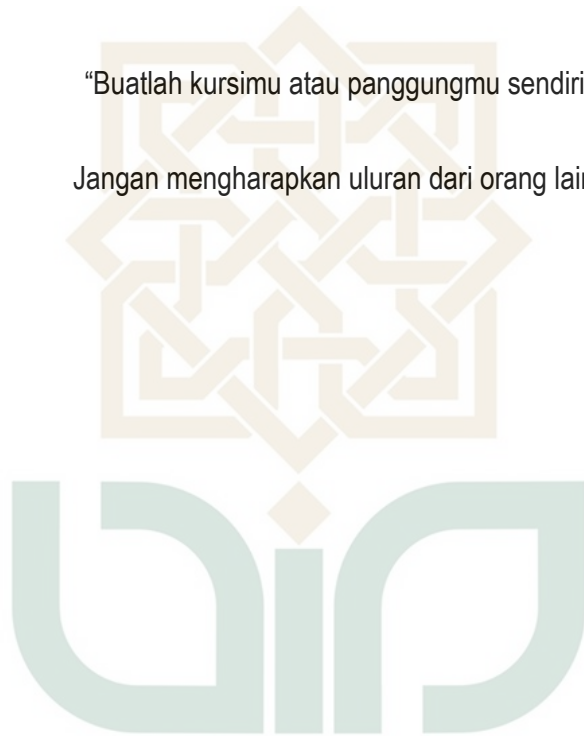 “Buatlah kursimu atau panggungmu sendiri
Jangan mengharapkan uluran dari orang lain